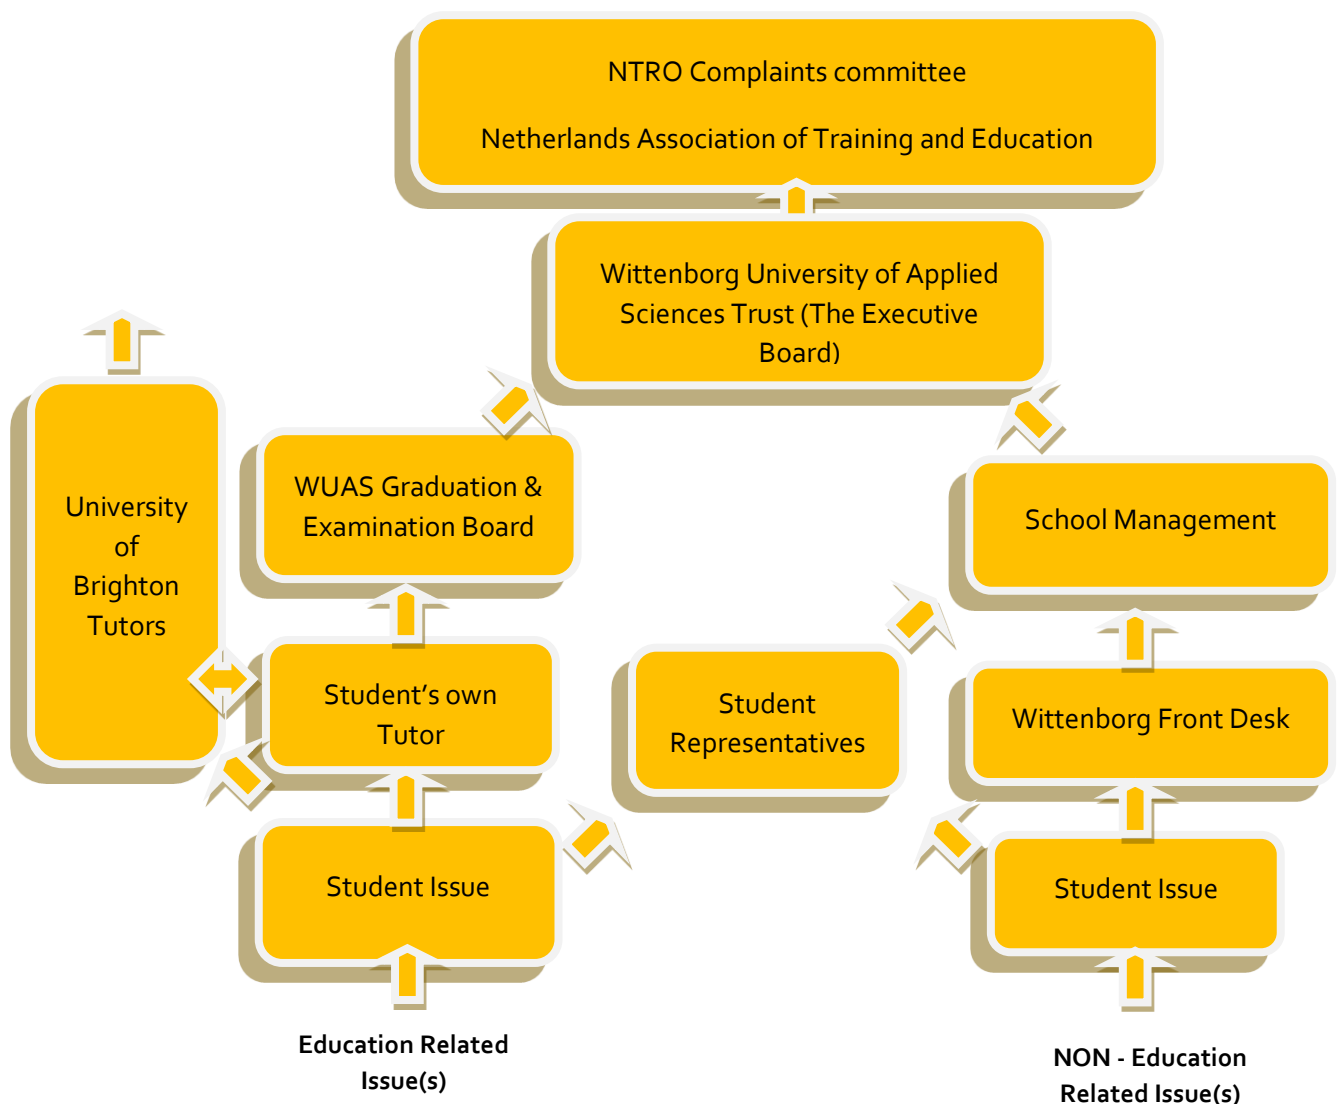 NTRO Complaints committee
Netherlands Association of Training and Education
Wittenborg University of Applied
Sciences Trust (The Executive
Board)
University
of
Brighton
Tutors
WUAS Graduation &
Examination Board
School Management
Student’s own
Tutor
Student
Representatives
Wittenborg Front Desk
Student Issue
Student Issue
Education Related
Issue(s)
NON - Education
Related Issue(s)